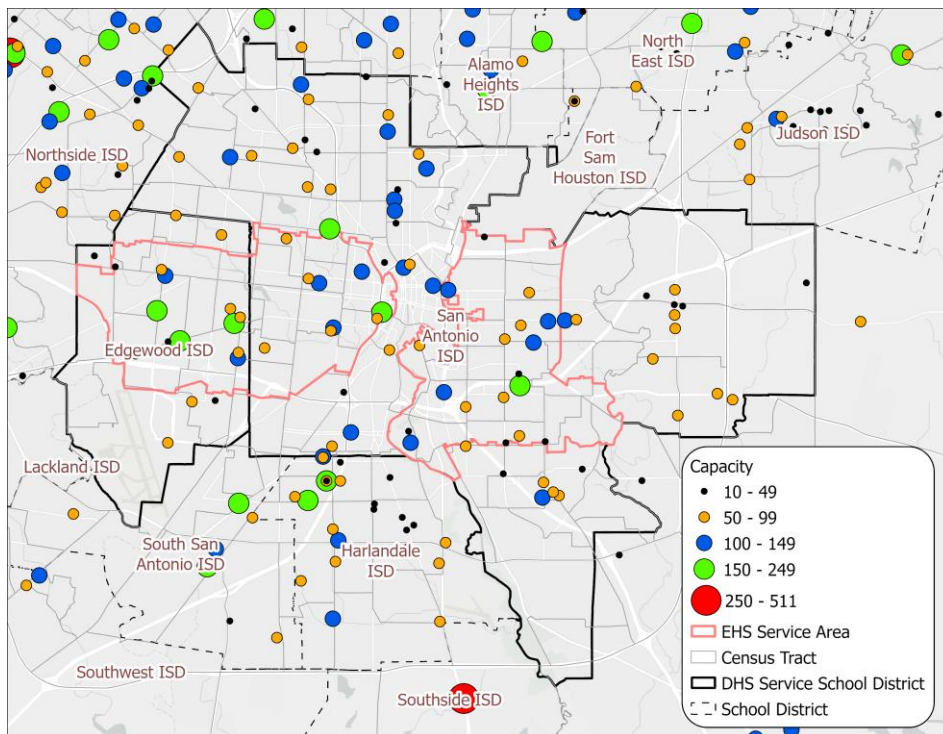 North
East ISD
Alamo
Heights
ISD
Judson ISD
Northside ISD
Fort
Sam
Houston ISD
San
Antonio
ISD
Edgewood ISD
Lackland ISD
South San
Antonio ISD
Harlandale
ISD
Southwest ISD
Southside ISD
Capacity
10 - 49
50 - 99
100 - 149
150 - 249
250 - 511
EHS Service Area
Census Tract
DHS Service School District
School District